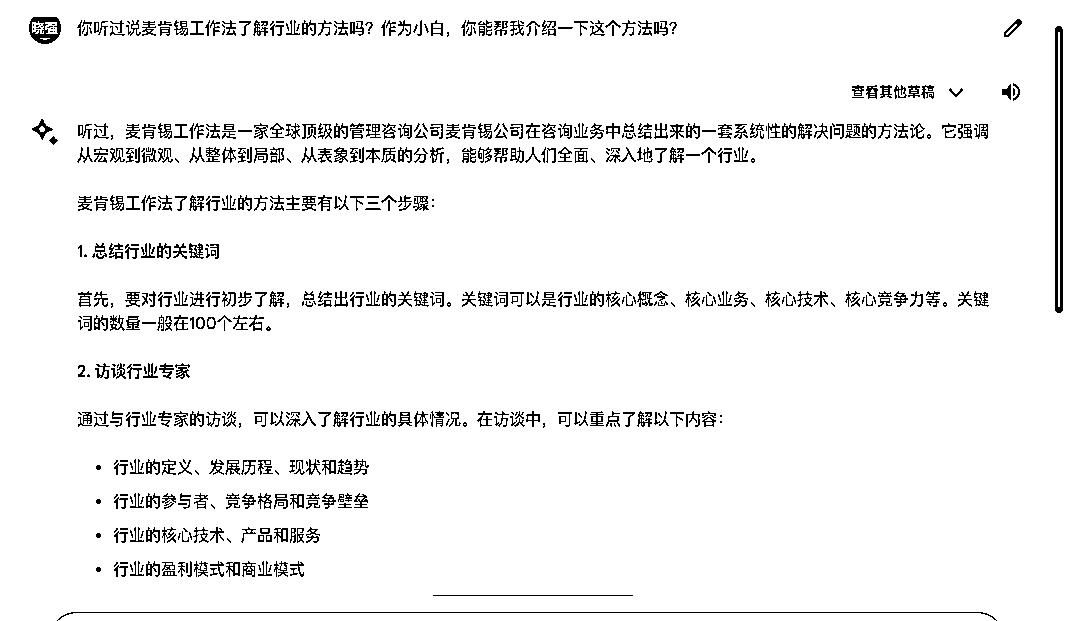 晓强
你听过说麦肯锡工作法了解行业的方法吗？作为小白，你能帮我介绍一下这个方法吗？
查看其他草稿
听过，麦肯锡工作法是一家全球顶级的管理咨询公司麦肯锡公司在咨询业务中总结出来的一套系统性的解决问题的方法论。它强调
从宏观到微观、从整体到局部、从表象到本质的分析，能够帮助人们全面、深入地了解一个行业。
麦肯锡工作法了解行业的方法主要有以下三个步骤：
1. 总结行业的关键词
首先，要对行业进行初步了解，总结出行业的关键词。关键词可以是行业的核心概念、核心业务、核心技术、核心竞争力等。关键
词的数量一般在100个左右。
2. 访谈行业专家
通过与行业专家的访谈，可以深入了解行业的具体情况。在访谈中，可以重点了解以下内容：
• 行业的定义、发展历程、现状和趋势
• 行业的参与者、竞争格局和竞争壁垒
• 行业的核心技术、产品和服务
• 行业的盈利模式和商业模式